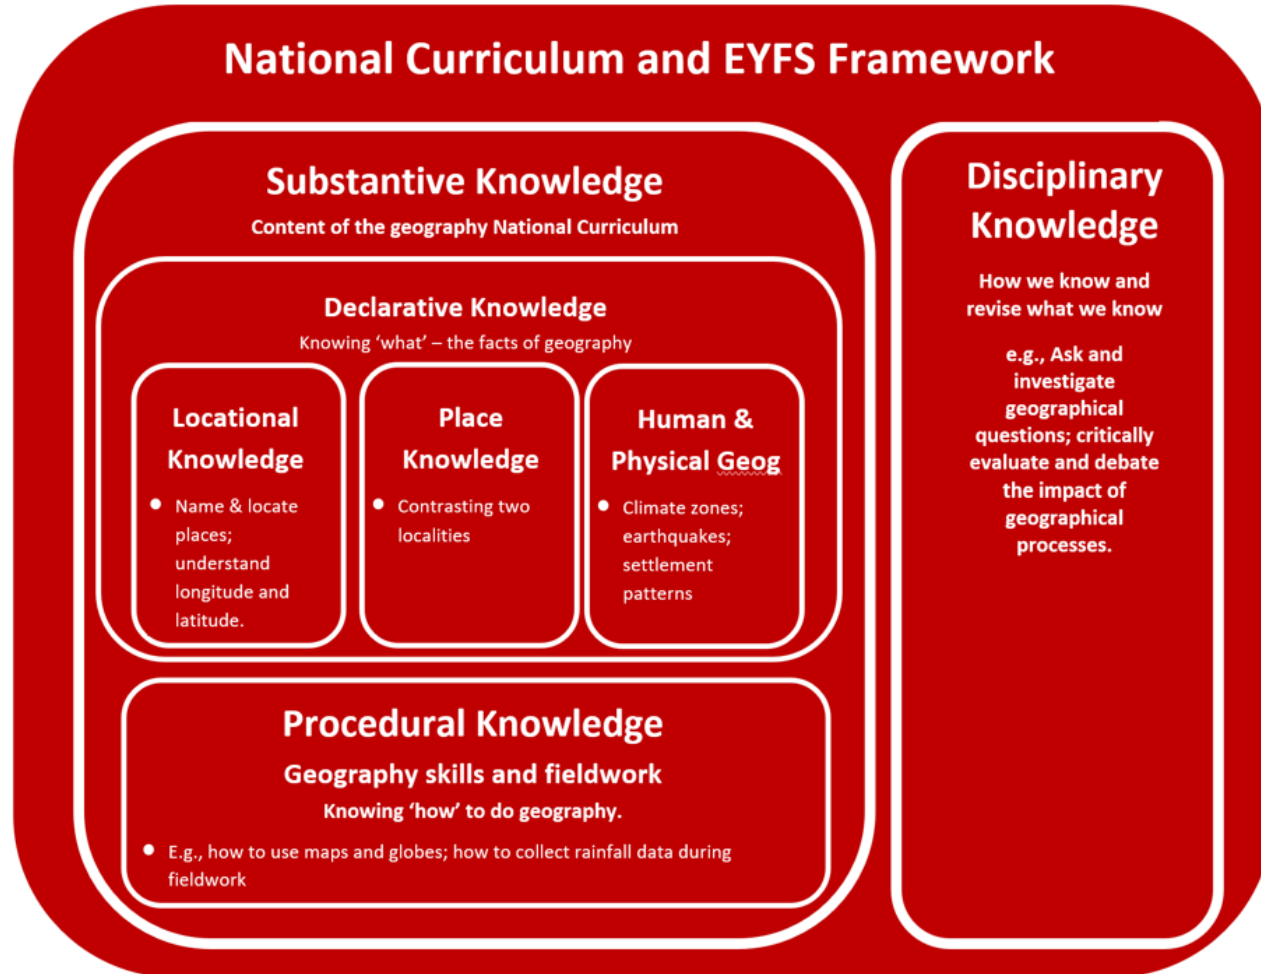 National Curriculum and EYFS Framework
Substantive Knowledge
Content of the geography National Curriculum
Declarative Knowledge
Knowing ‘what’ – the facts of geography
Locational
Knowledge
• Name & locate
places;
understand
longitude and
latitude.
Place
Knowledge
• Contrasting two
localities
Human &
Physical Geog
• Climate zones;
earthquakes;
settlement
patterns
Procedural Knowledge
Geography skills and fieldwork
Knowing ‘how’ to do geography.
• E.g., how to use maps and globes; how to collect rainfall data during
fieldwork
Disciplinary
Knowledge
How we know and
revise what we know
e.g., Ask and
investigate
geographical
questions; critically
evaluate and debate
the impact of
geographical
processes.